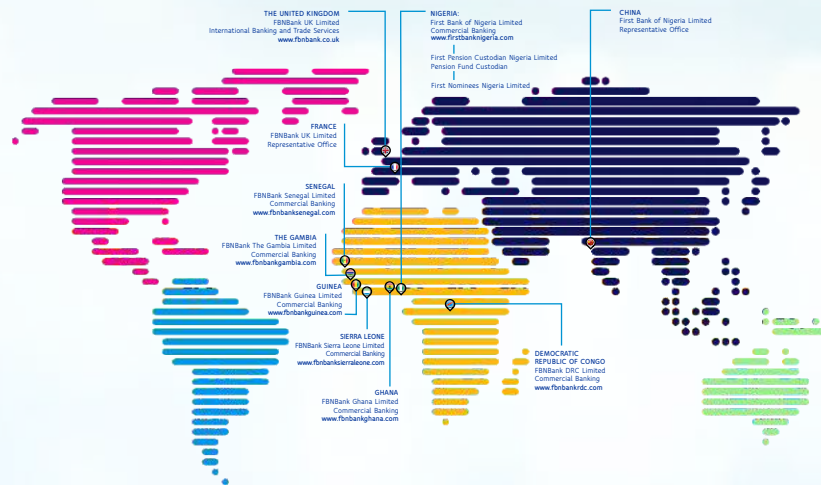 THE UNITED KINGDOM
FBNBank UK Limited
International Banking and Trade Services
www.fbnbank.co.uk
NIGERIA:
First Bank of Nigeria Limited
Commercial Banking
www.firstbanknigeria.com
First Pension Custodian Nigeria Limited
Pension Fund Custodian
First Nominees Nigeria Limited
CHINA
First Bank of Nigeria Limited
Representative Office
FRANCE
FBNBank UK Limited
Representative Office
SENEGAL
FBNBank Senegal Limited
Commercial Banking
www.fbnbanksenegal.com
THE GAMBIA
FBNBank The Gambia Limited
Commercial Banking
www.fbnbankgambia.com
GUINEA
FBNBank Guinea Limited
Commercial Banking
www.fbnbankguinea.com
SIERRA LEONE
FBNBank Sierra Leone Limited
Commercial Banking
www.fbnbanksierraleone.com
GHANA
FBNBank Ghana Limited
Commercial Banking
www.fbnbankghana.com
DEMOCRATIC
REPUBLIC OF CONGO
FBNBank DRC Limited
Commercial Banking
www.fbnbankrdc.com